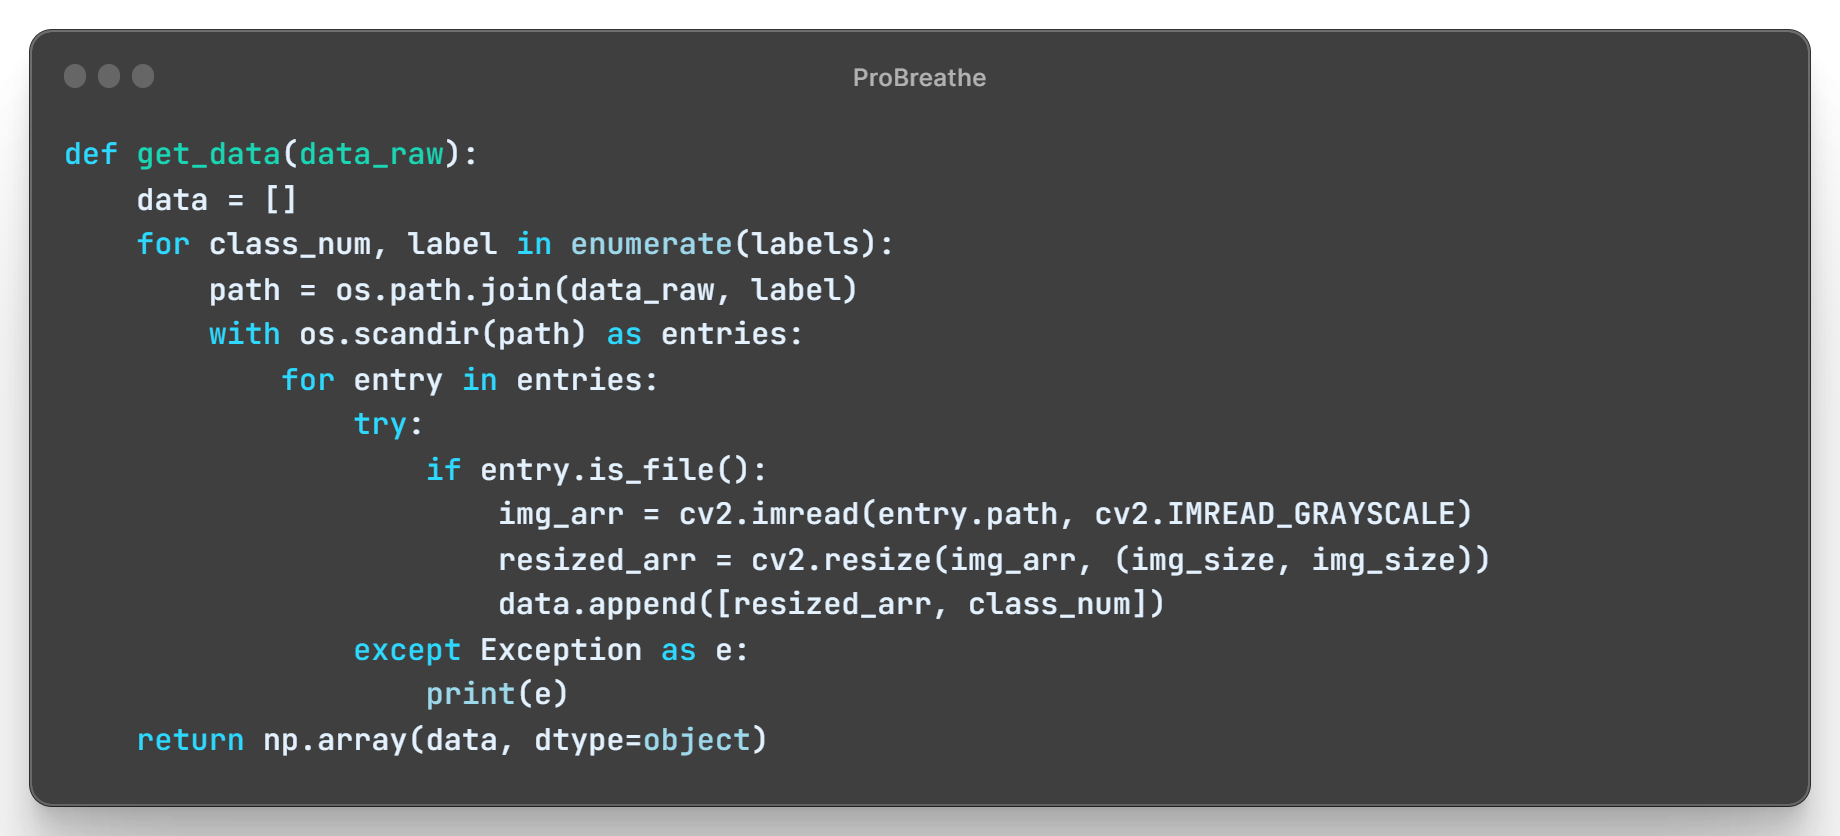 ProBreathe
def get_data(data_raw):
    data = []
    for class_num, label in enumerate(labels):
        path = os.path.join(data_raw, label)
        with os.scandir(path) as entries:
            for entry in entries:
                try:
                    if entry.is_file():
                        img_arr = cv2.imread(entry.path, cv2.IMREAD_GRAYSCALE)
                        resized_arr = cv2.resize(img_arr, (img_size, img_size))
                        data.append([resized_arr, class_num])
                except Exception as e:
                    print(e)
    return np.array(data, dtype=object)